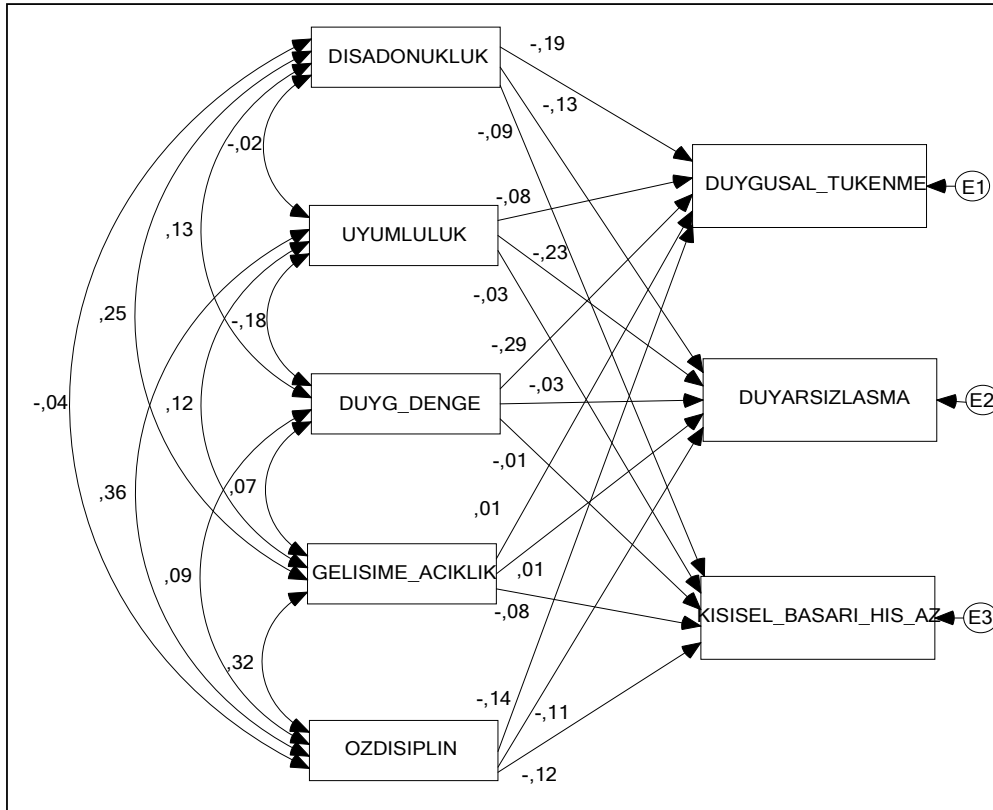 DISADONUKLUK
-,19
-,13
-,09
-,02
DUYGUSAL_TUKENME
E1
-,08
,13
UYUMLULUK
-,23
-,03
,25
-,18
-,29
-,03
DUYARSIZLASMA
E2
-,04
,12
DUYG_DENGE
-,01
,36
,07
,01
,09
GELISIME_ACIKLIK
,01
-,08
KISISEL_BASARI_HIS_AZ
E3
,32
-,14
-,11
OZDISIPLIN
-,12